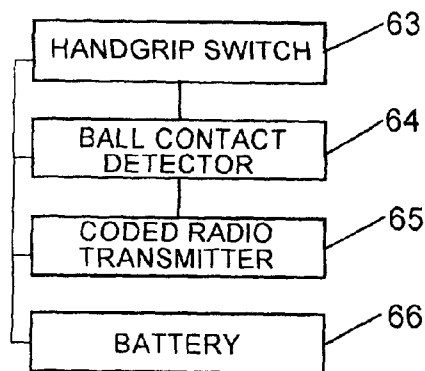 63
HANDGRIP SWITCH
64
BALL CONTACT
DETECTOR
65
CODED RADIO
TRANSMITTER
66
BATTERY